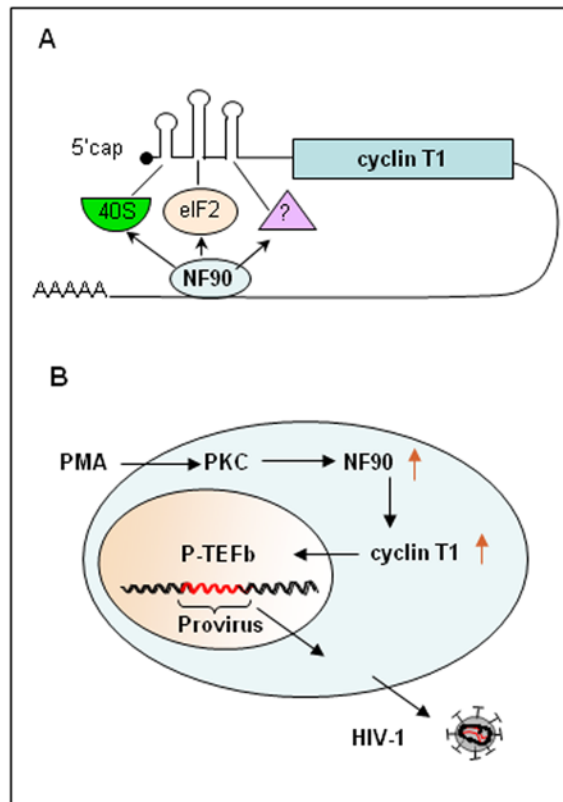 A
5'cap
cyclin T1
40S
eIF2
?
NF90
AAAAA
B
PMA
PKC
NF90
P-TEFb
cyclin T1
Provirus
HIV-1